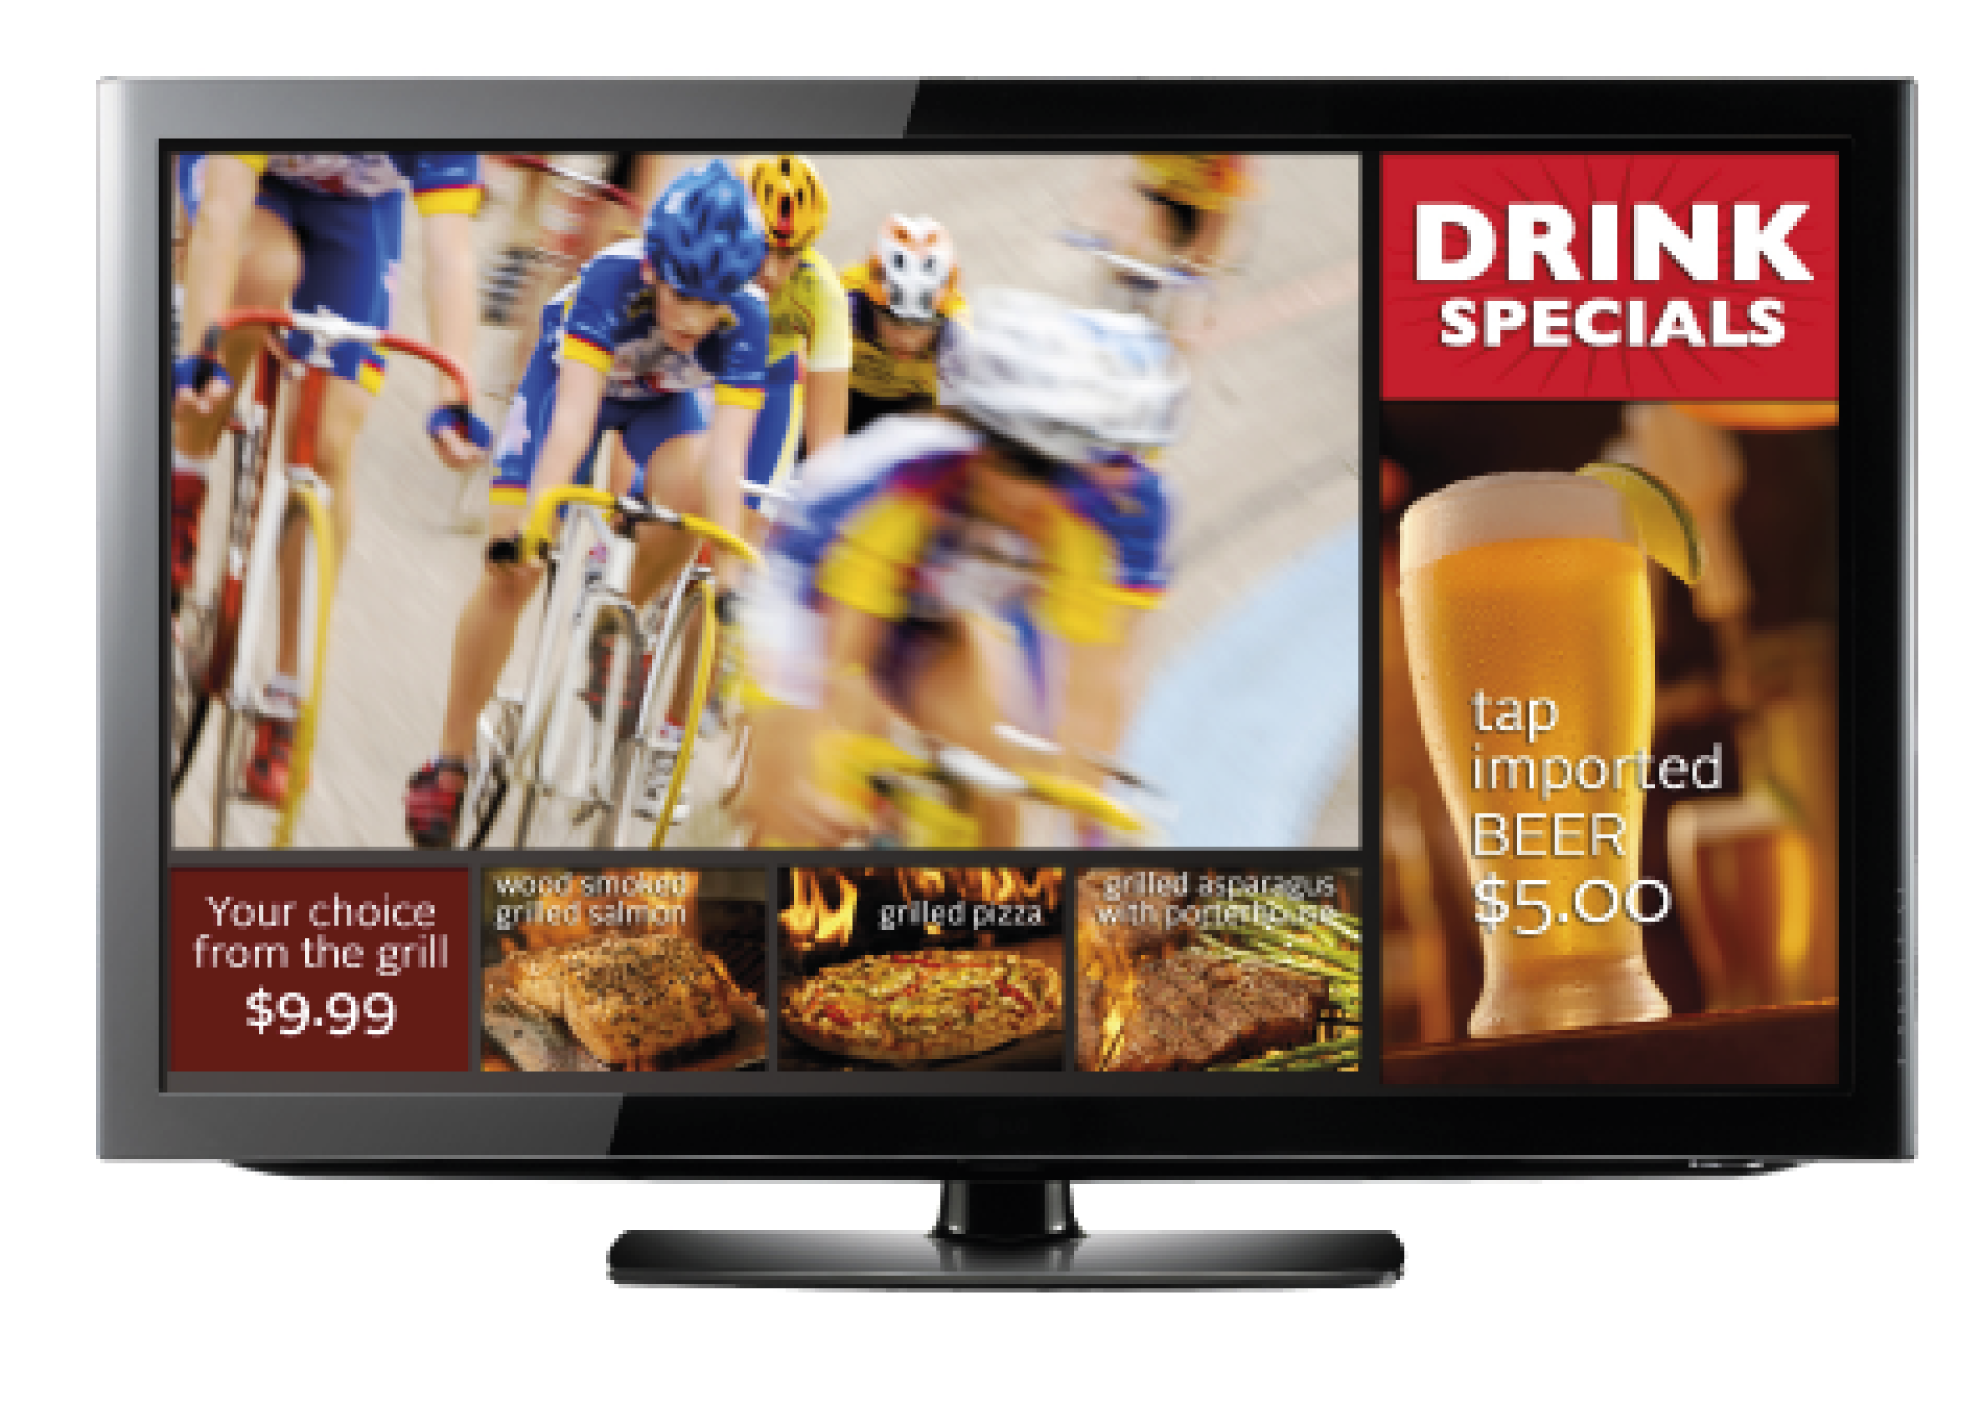 DRINK
SPECIALS
tap
imported
BEER
$5.00
Your choice
from the grill
$9.99
wood smoked
grilled salmon
grilled pizza
grilled asparagus
with porterhouse